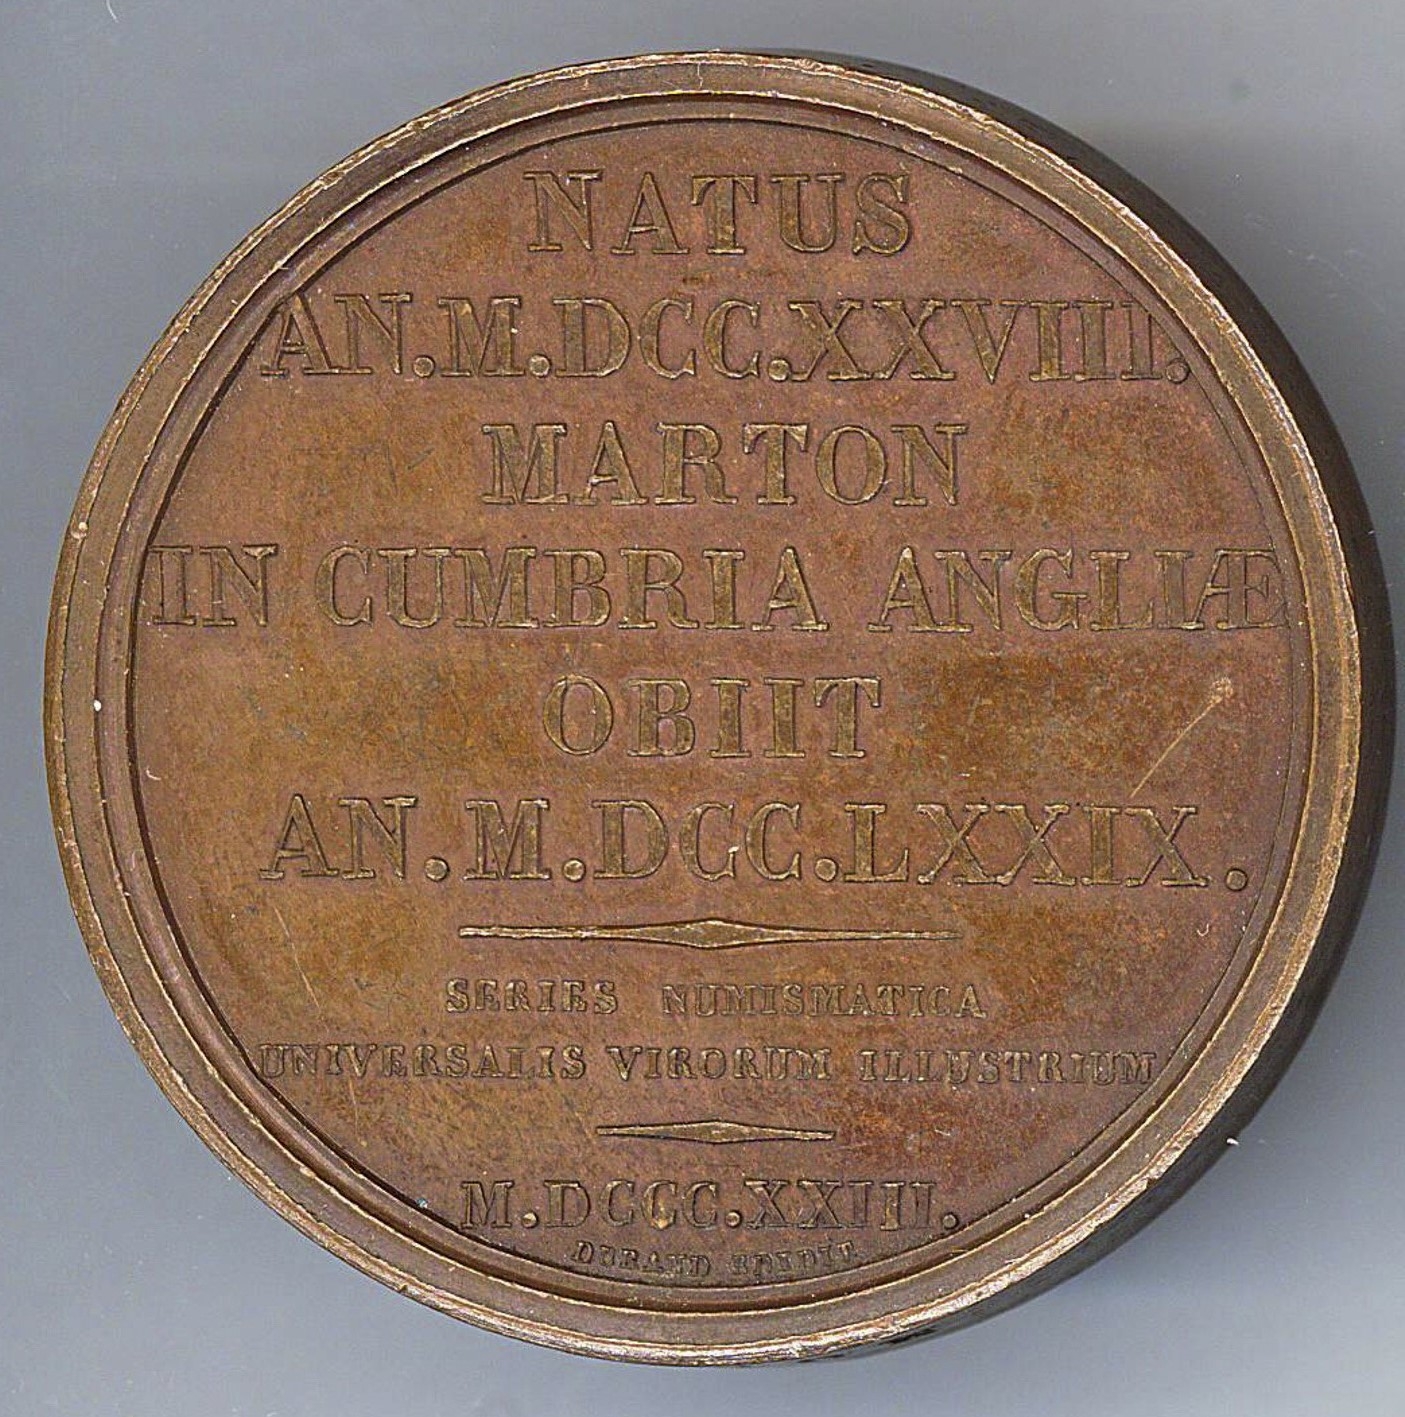 NATUS
AN.M.DCC.XXVIII.
MARTON
IN CUMBRIA ANGLIÆ
OBIIT
AN.M.DCC.LXXIX.
SERIES NUMISMATICA
UNIVERSALIS VIRORUM ILLUSTRIUM
M.DCCC.XXIII.
DURAND EDIDIT